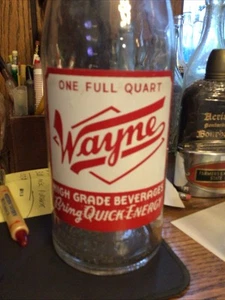 ONE FULL QUART
Wayne
HIGH GRADE BEVERAGES
Bring QUICK ENERGY